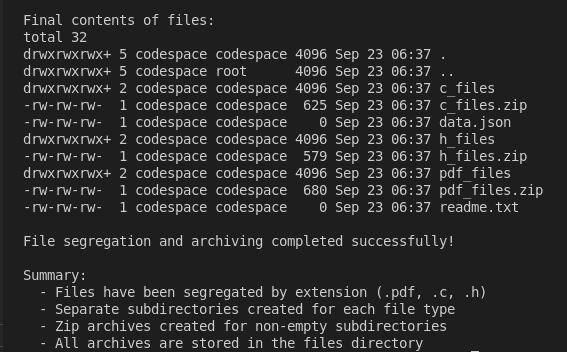 Final contents of files:
total 32
drwxrwxrwx+ 5 codespace codespace 4096 Sep 23 06:37 .
drwxrwxrwx+ 5 codespace root      4096 Sep 23 06:37 ..
drwxrwxrwx+ 2 codespace codespace 4096 Sep 23 06:37 c_files
-rw-rw-rw-  1 codespace codespace  625 Sep 23 06:37 c_files.zip
-rw-rw-rw-  1 codespace codespace    0 Sep 23 06:37 data.json
drwxrwxrwx+ 2 codespace codespace 4096 Sep 23 06:37 h_files
-rw-rw-rw-  1 codespace codespace  579 Sep 23 06:37 h_files.zip
drwxrwxrwx+ 2 codespace codespace 4096 Sep 23 06:37 pdf_files
-rw-rw-rw-  1 codespace codespace  680 Sep 23 06:37 pdf_files.zip
-rw-rw-rw-  1 codespace codespace    0 Sep 23 06:37 readme.txt
File segregation and archiving completed successfully!
Summary:
  - Files have been segregated by extension (.pdf, .c, .h)
  - Separate subdirectories created for each file type
  - Zip archives created for non-empty subdirectories
  - All archives are stored in the files directory